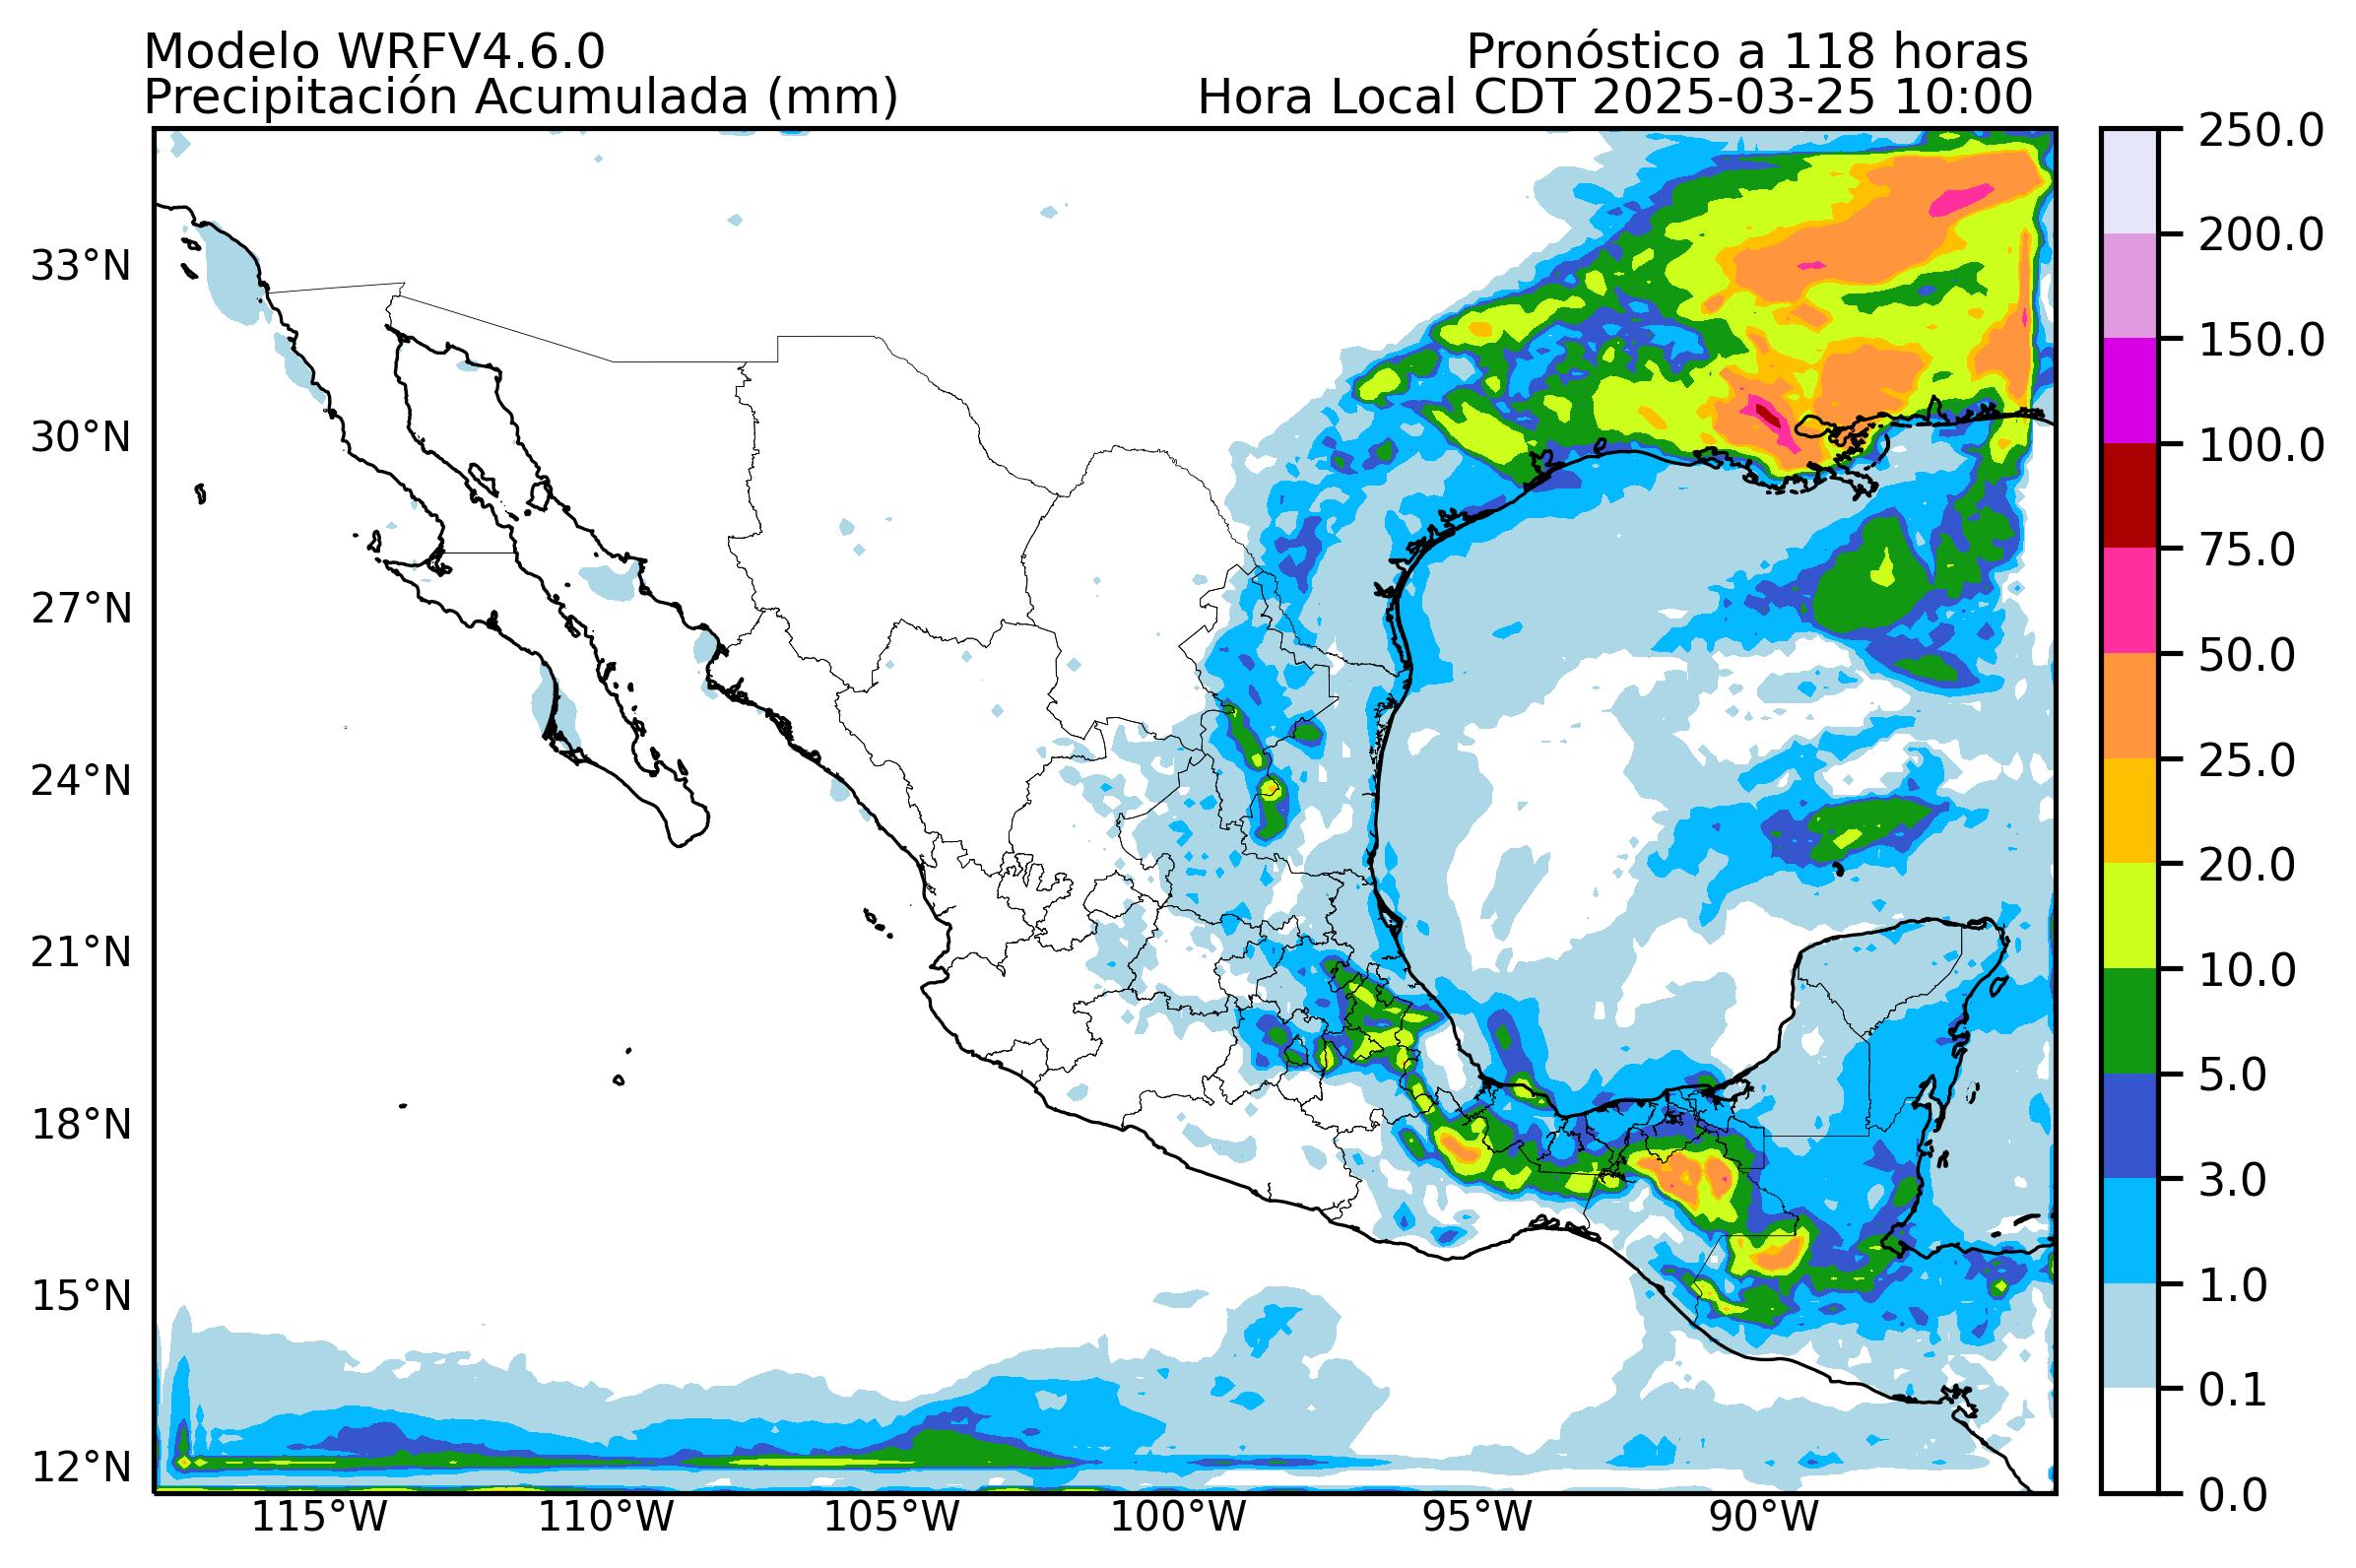 Modelo WRFV4.6.0
Pronóstico a 118 horas
Precipitación Acumulada (mm)
Hora Local CDT 2025-03-25 10:00
33°N
30°N
27°N
24°N
21°N
18°N
15°N
12°N
115°W
110°W
105°W
100°W
95°W
90°W
250.0
200.0
150.0
100.0
75.0
50.0
25.0
20.0
10.0
5.0
3.0
1.0
0.1
0.0